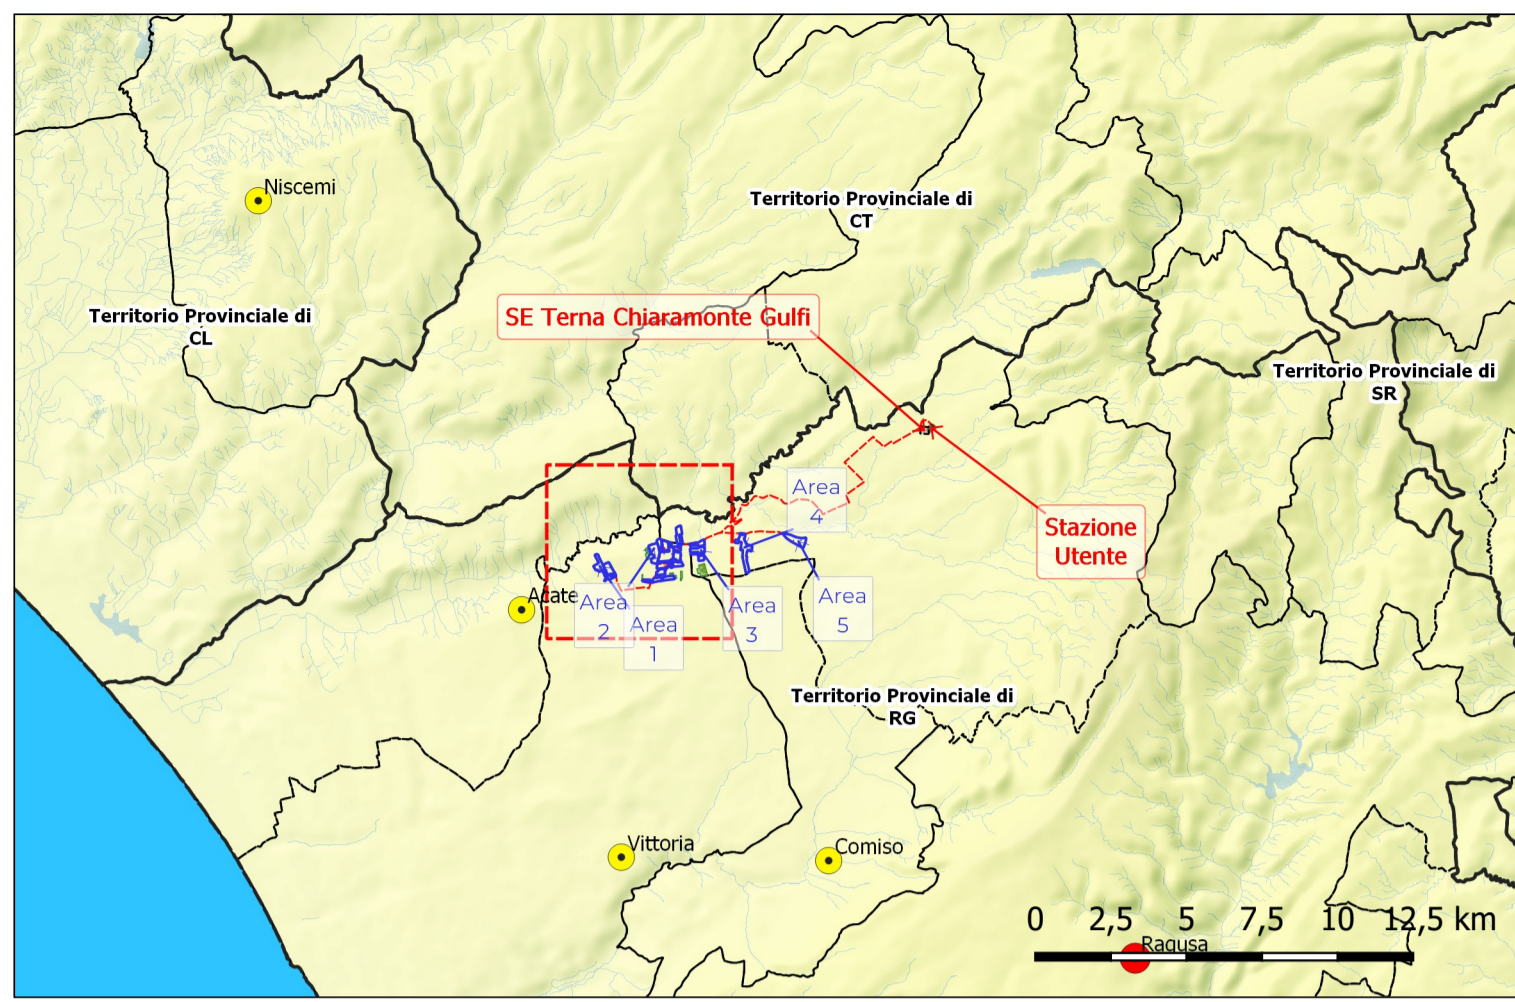 Niscemi
Territorio Provinciale di
CT
Territorio Provinciale di
CL
SE Terna Chiaramonte Gulfi
Territorio Provinciale di
SR
Area
4
Stazione
Utente
Acate
Area
2
Area
1
Area
3
Area
5
Territorio Provinciale di
RG
Vittoria
Comiso
0 2,5 5 7,5 10 12,5 km
Ragusa